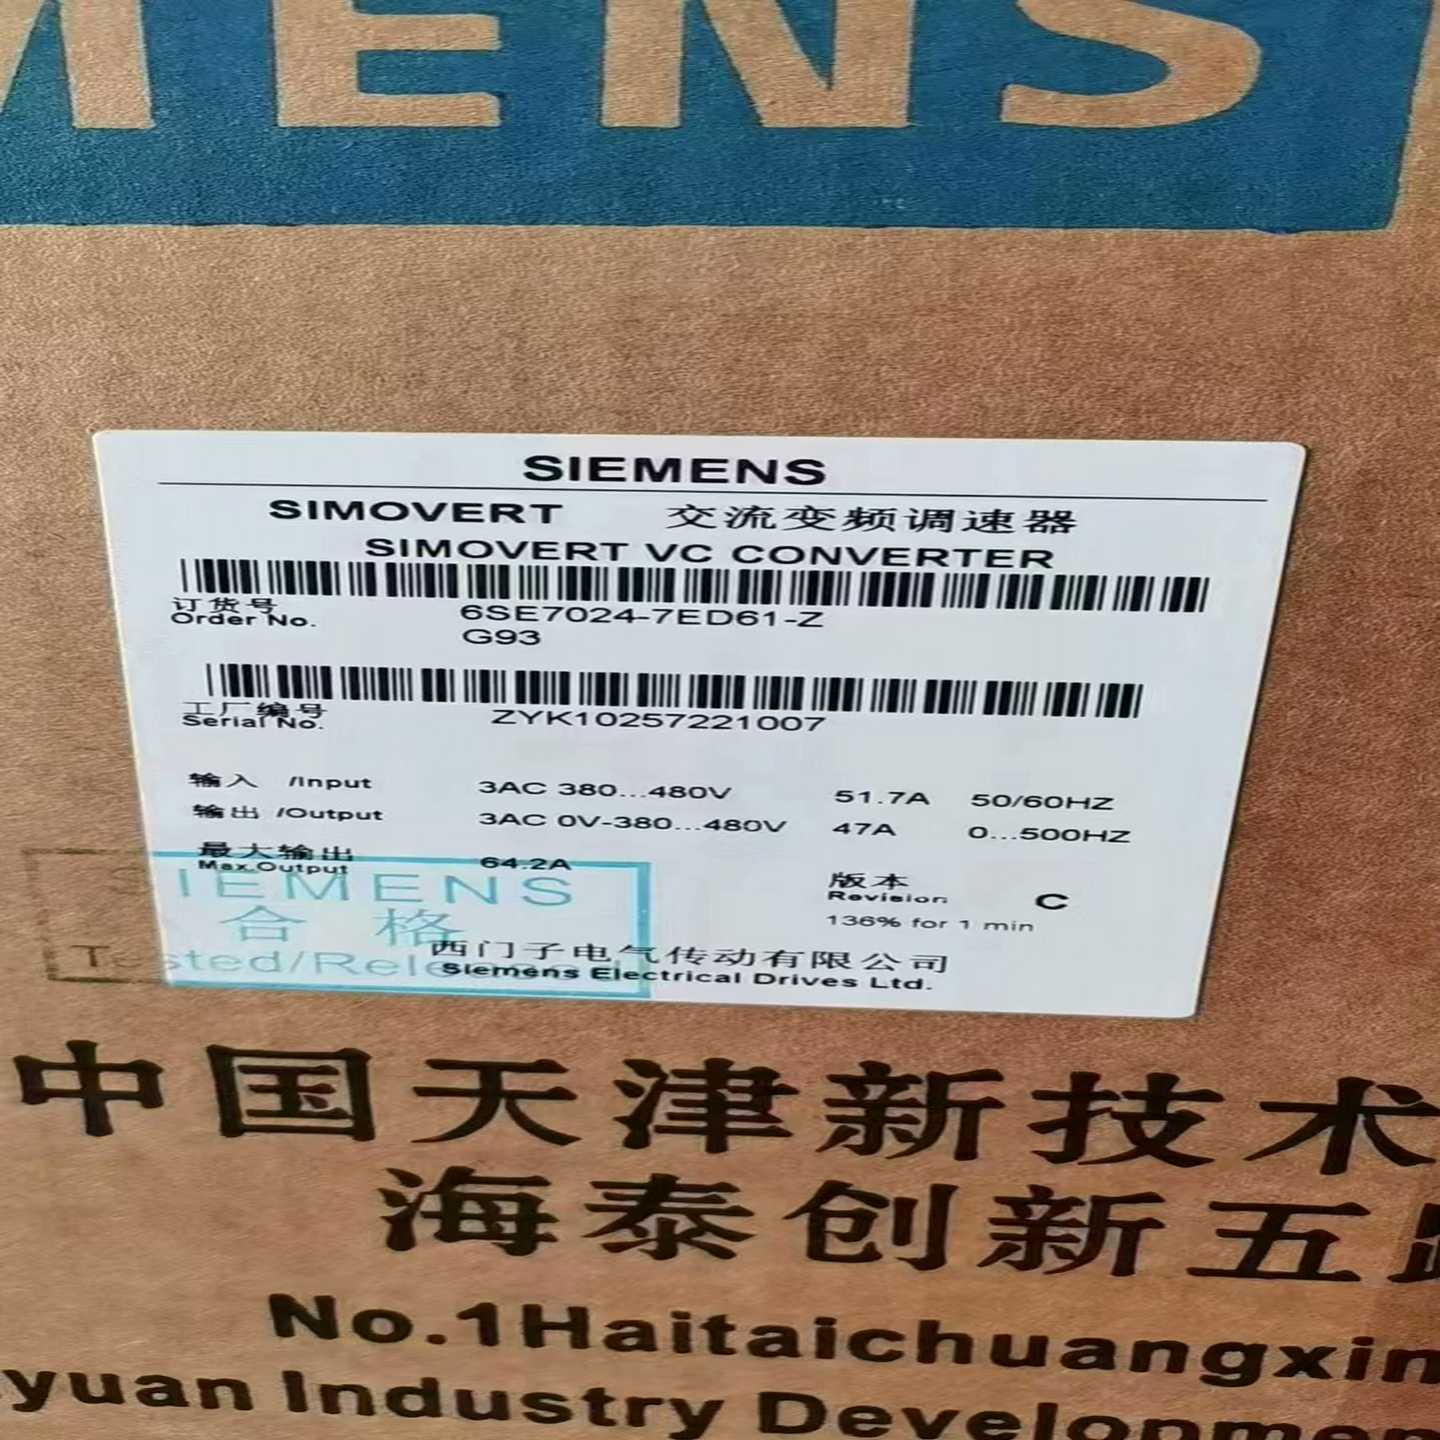 EMENS
SIEMENS
SIMOVERT 交流变频调速器
SIMOVERT VC CONVERTER
订货号
Order No. 6SE7024-7ED61-Z
G93
工厂编号
Serial No. ZYK10257221007
输入 /Input 3AC 380...480V 51.7A 50/60HZ
输出 /Output 3AC 0V-380...480V 47A 0...500HZ
最大输出
Max.Output 64.2A
版本
Revision C
136% for 1 min
SIEMENS
合格
Tested/Rele
西门子电气传动有限公司
Siemens Electrical Drives Ltd.
中国天津新技术
海泰创新五
No.1Haitaichuangxin
yuan Industry Developmen